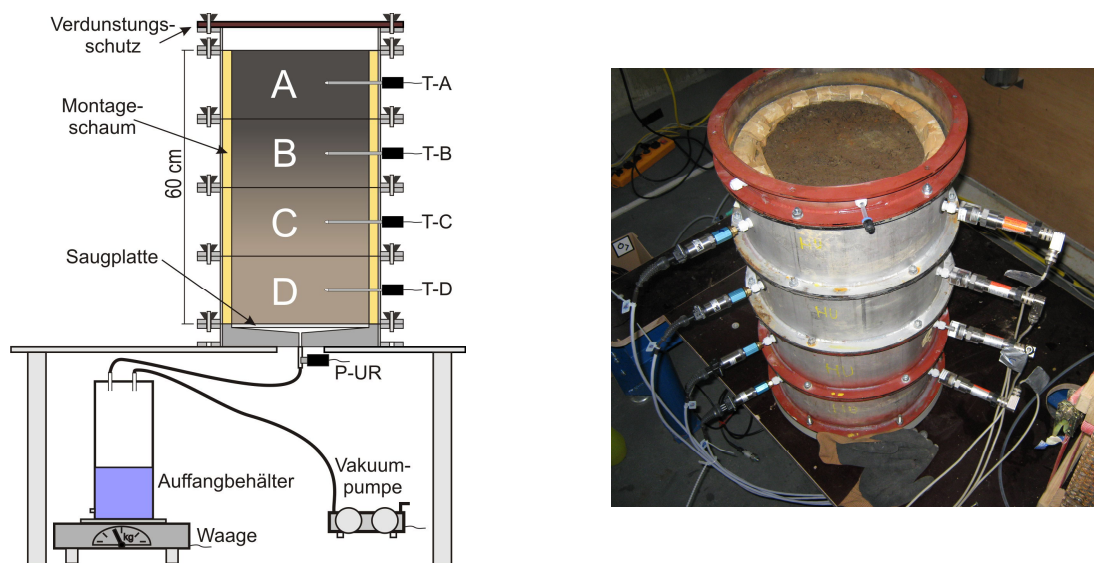 Verdunstungs-
schutz
A
T-A
Montage-
schaum
B
T-B
60 cm
C
T-C
Saugplatte
D
T-D
P-UR
Auffangbehälter
Vakuum-
pumpe
kg
Waage